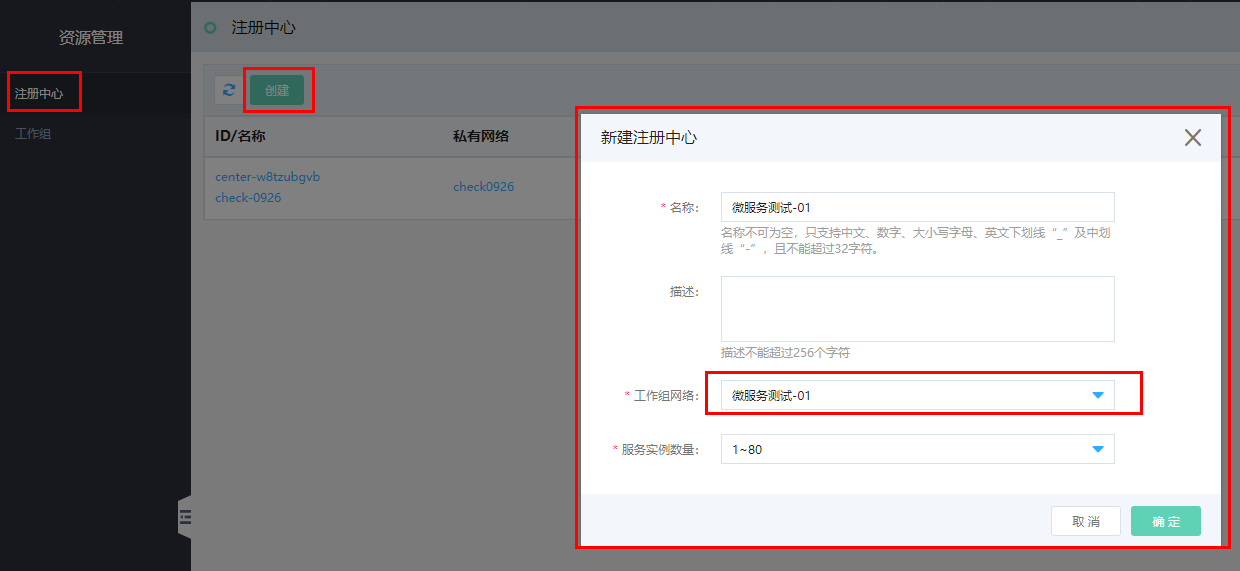 资源管理
注册中心
工作组
注册中心
创建
ID/名称
私有网络
center-w8tzubgvb
check-0926
check0926
新建注册中心
* 名称：
微服务测试-01
名称不可为空，只支持中文、数字、大小写字母、英文下划线“_”及中划
线“-”，且不能超过32字符。
描述：
描述不能超过256个字符
* 工作组网络：
微服务测试-01
* 服务实例数量：
1~80
取消
确定